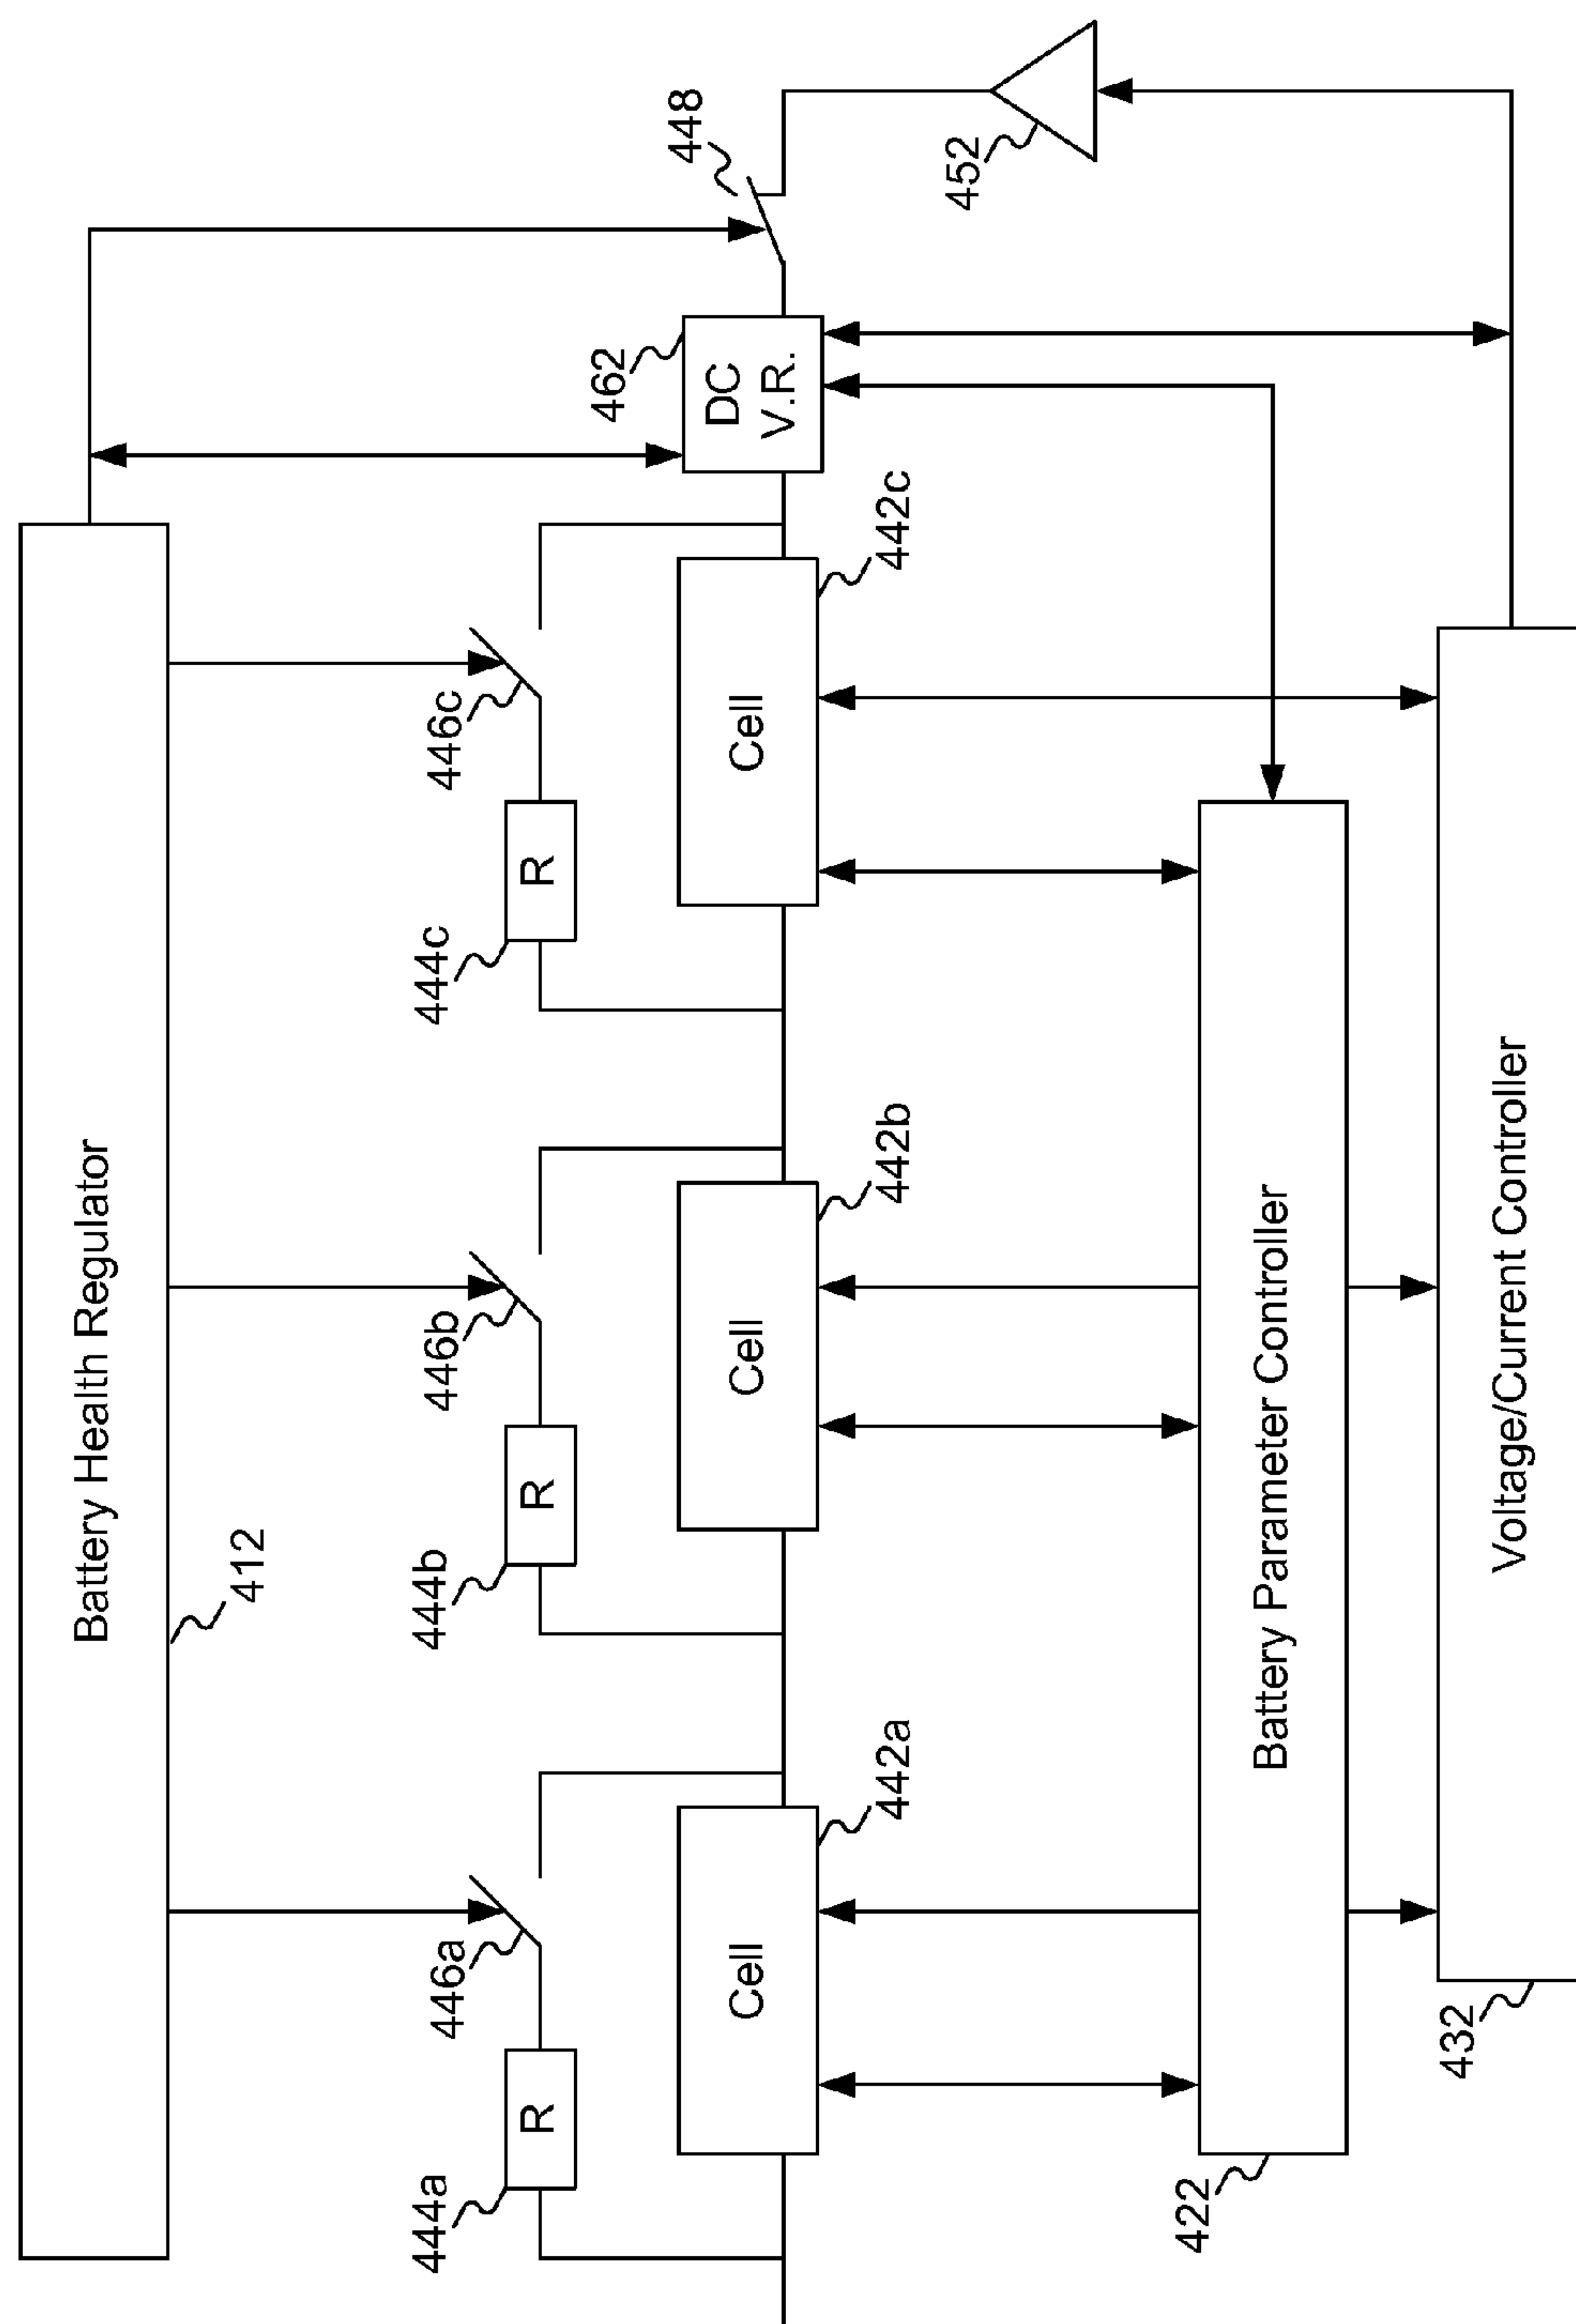 Battery Health Regulator
412
448
462
DC
V.R.
452
446a
446b
446c
444a
R
444b
R
444c
R
Cell
Cell
Cell
442a
442b
442c
422
Battery Parameter Controller
432
Voltage/Current Controller